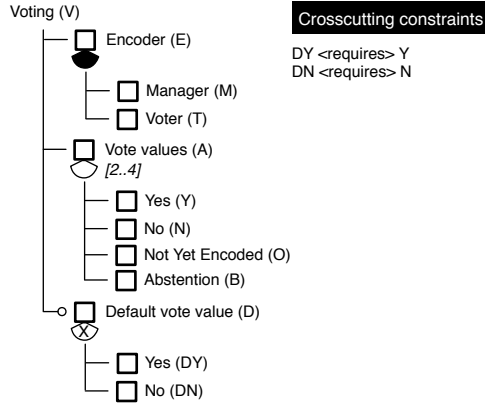 Voting (V)
Encoder (E)
Manager (M)
Voter (T)
Vote values (A)
[2..4]
Yes (Y)
No (N)
Not Yet Encoded (O)
Abstention (B)
Default vote value (D)
X
Yes (DY)
No (DN)
Crosscutting constraints
DY <requires> Y
DN <requires> N